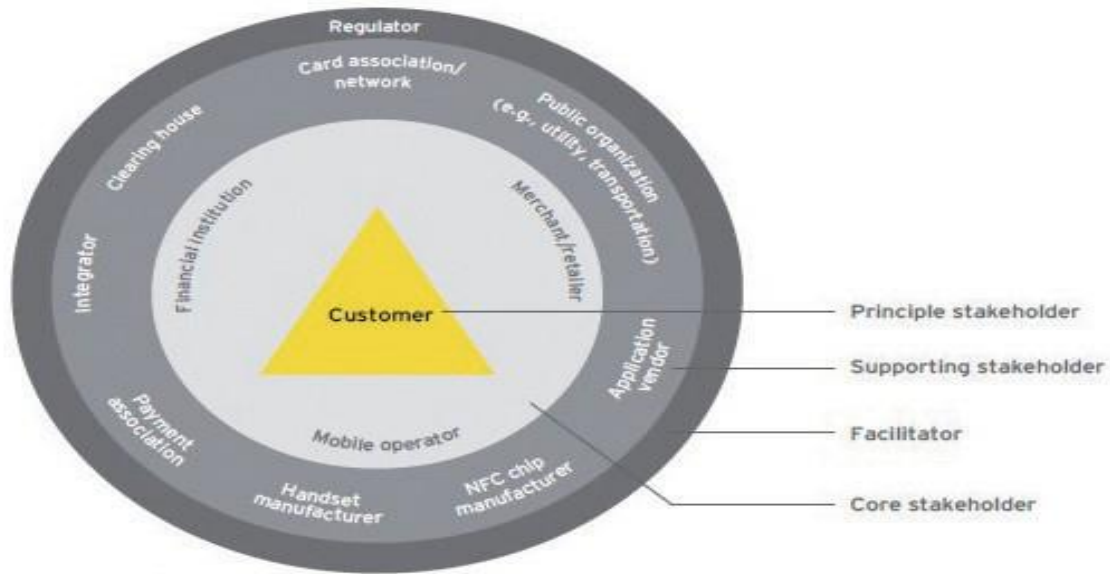 Regulator
Card association/
network
Public organization
(e.g., utility, transportation)
Clearing house
Financial institution
Merchant/retailer
Integrator
Customer
Principle stakeholder
Application
vendor
Supporting stakeholder
Payment
association
Mobile operator
Facilitator
Handset
manufacturer
NFC chip
manufacturer
Core stakeholder